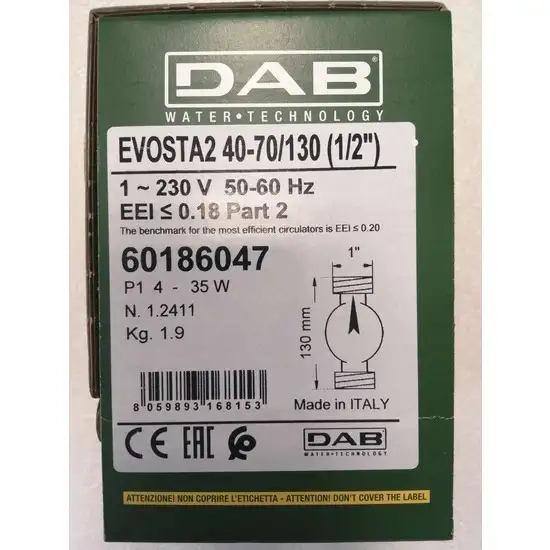 DAB
®
WATER•TECHNOLOGY
EVOSTA2 40-70/130 (1/2")
1 ~ 230 V 50-60 Hz
EEI ≤ 0.18 Part 2
The benchmark for the most efficient circulators is EEI ≤ 0.20
60186047
P1 4 - 35 W
N. 1.2411
Kg. 1.9
1"
130 mm
8 059893 168153
Made in ITALY
CE EAC
DAB
WATER•TECHNOLOGY
ATTENZIONE! NON COPRIRE L'ETICHETTA - ATTENTION! DON'T COVER THE LABEL